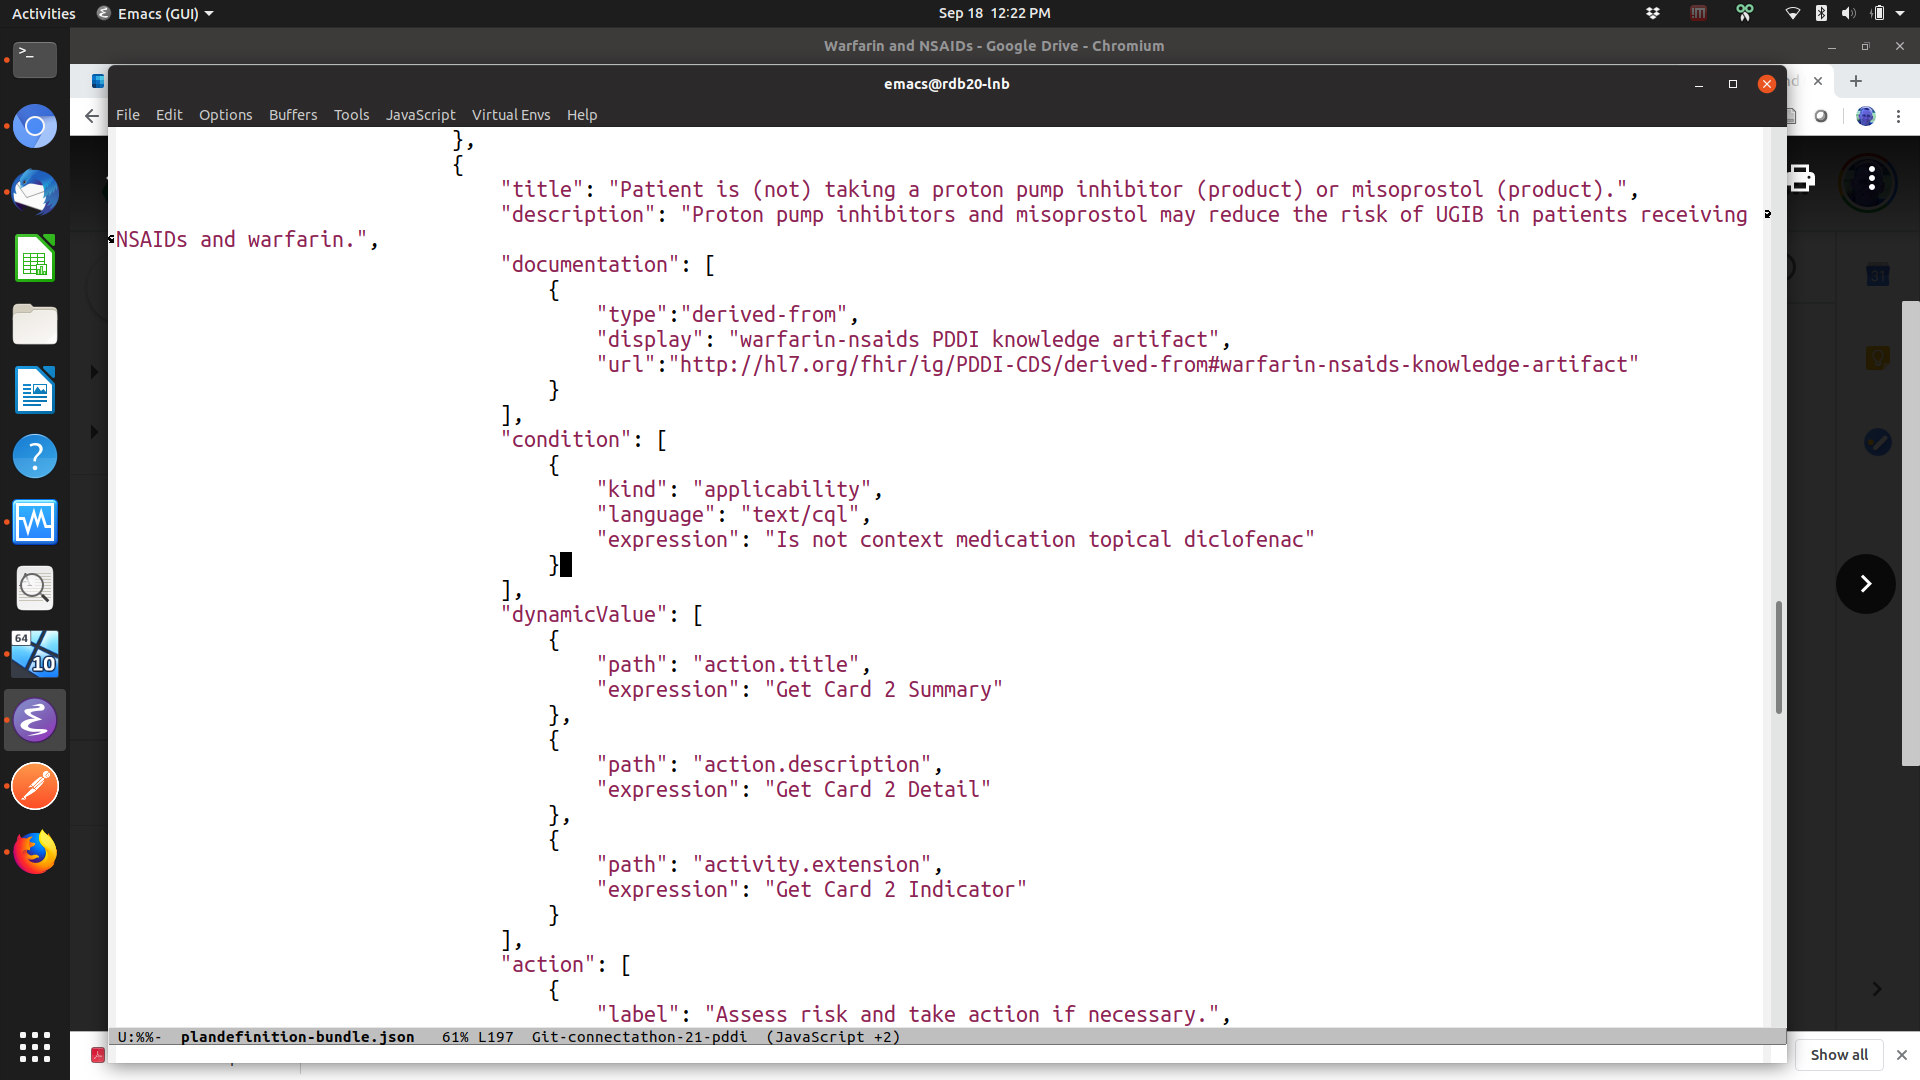 Activities
Emacs (GUI)
Sep 18 12:22 PM
Warfarin and NSAIDs - Google Drive - Chromium
emacs@rdb20-lnb
File Edit Options Buffers Tools JavaScript Virtual Envs Help
},
{
"title": "Patient is (not) taking a proton pump inhibitor (product) or misoprostol (product).",
"description": "Proton pump inhibitors and misoprostol may reduce the risk of UGIB in patients receiving
NSAIDs and warfarin.",
"documentation": [
{
"type":"derived-from",
"display": "warfarin-nsaids PDDI knowledge artifact",
"url":"http://hl7.org/fhir/ig/PDDI-CDS/derived-from#warfarin-nsaids-knowledge-artifact"
}
],
"condition": [
{
"kind": "applicability",
"language": "text/cql",
"expression": "Is not context medication topical diclofenac"
}
],
"dynamicValue": [
{
"path": "action.title",
"expression": "Get Card 2 Summary"
},
{
"path": "action.description",
"expression": "Get Card 2 Detail"
},
{
"path": "activity.extension",
"expression": "Get Card 2 Indicator"
}
],
"action": [
{
"label": "Assess risk and take action if necessary.",
U:%%- plandefinition-bundle.json 61% L197 Git-connectathon-21-pddi (JavaScript +2)
Show all
64
10
31